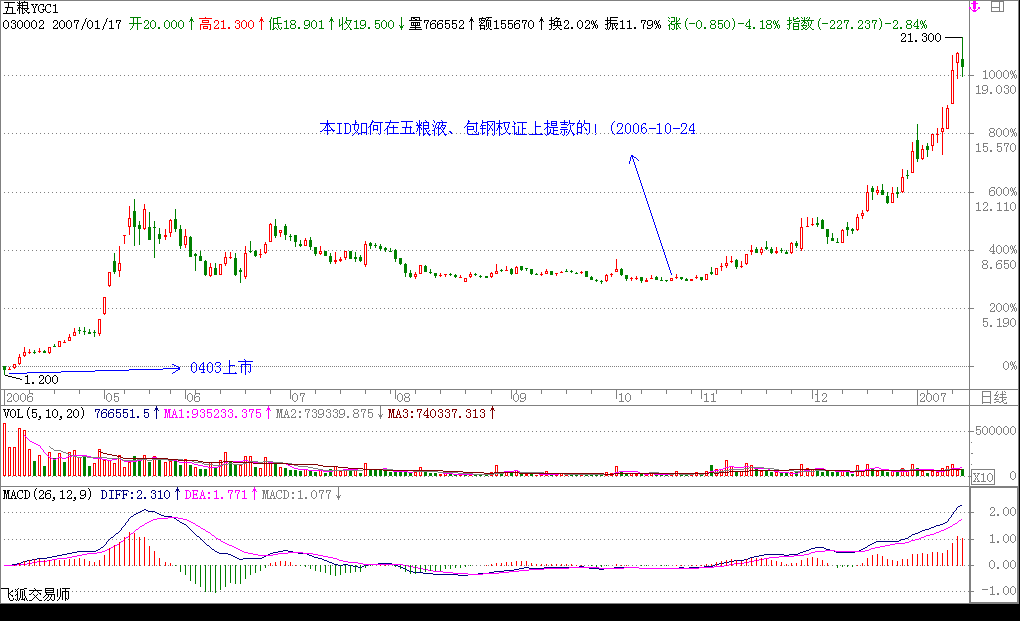 五粮YGC1
030002 2007/01/17 开20.000↑高21.300↑低18.901↑收19.500↓量766552↑额155670↑换2.02% 振11.79% 涨(-0.850)-4.18% 指数(-227.237)-2.84%
21.300
1000%
19.030
本ID如何在五粮液、包钢权证上提款的!(2006-10-24
800%
15.570
600%
12.110
400%
8.650
200%
5.190
0403上市
0%
1.200
2006 05 06 07 08 09 10 11 12 2007 日线
VOL(5,10,20) 766551.5↑MA1:935233.375↑MA2:739339.875↓MA3:740337.313↑
500000
X10 0
MACD(26,12,9) DIFF:2.310↑DEA:1.771↑MACD:1.077↓
2.00
1.00
0.00
-1.00
飞狐交易师